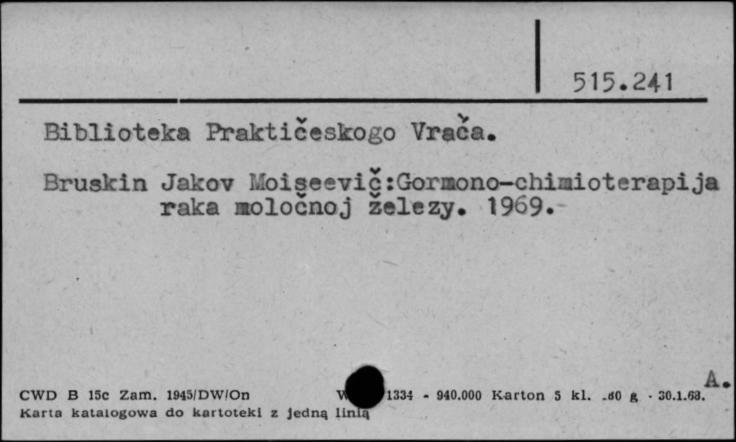 515.241
Biblioteka Praktičeskogo Vrača.
Bruskin Jakov Moiseevič:Gormono-chimioterapija
raka moločnoj železy. 1969.-
A.
CWD B 15c Zam. 1945/DW/On 1334 - 940.000 Karton 5 kl. 80 g - 30.1.68.
Karta katalogowa do kartoteki z jedną linią